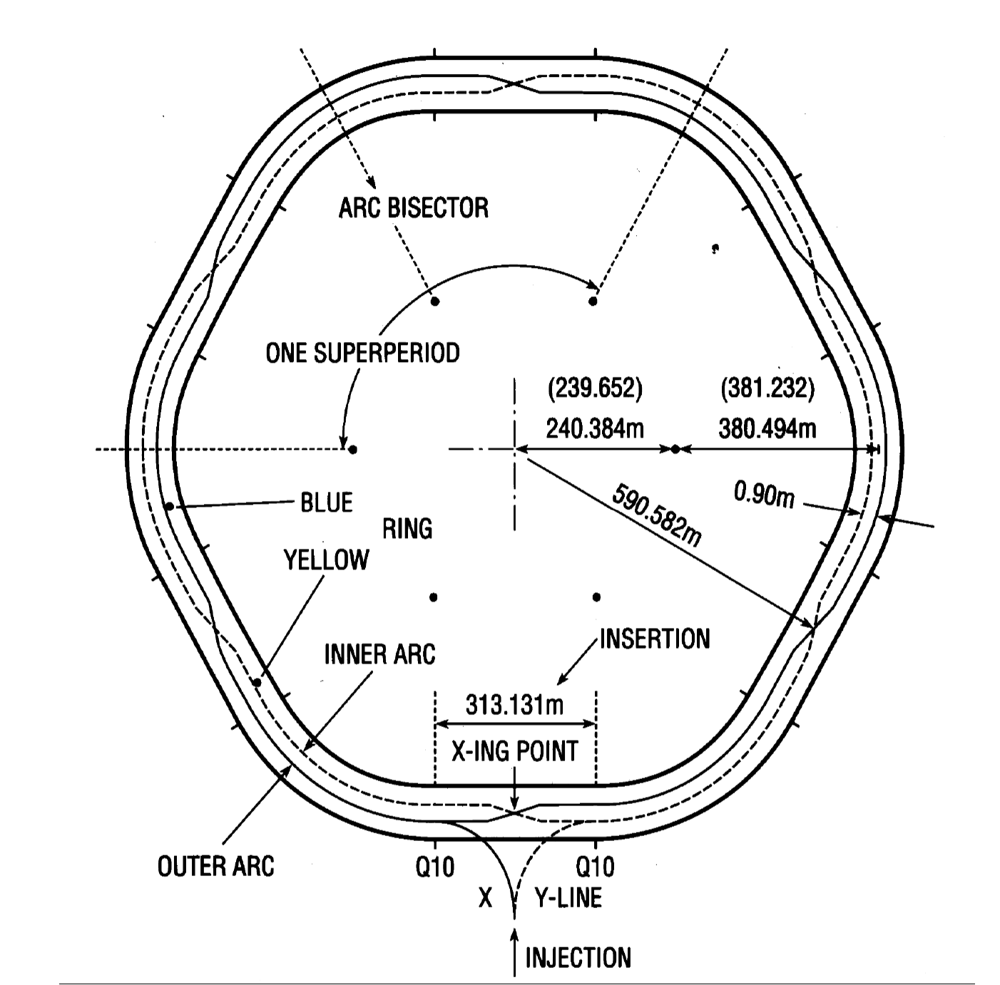 ARC BISECTOR
ONE SUPERPERIOD
(239.652) (381.232)
240.384m 380.494m
BLUE
RING
0.90m
590.582m
YELLOW
INSERTION
INNER ARC
313.131m
X-ING POINT
OUTER ARC
Q10 Q10
X Y-LINE
INJECTION